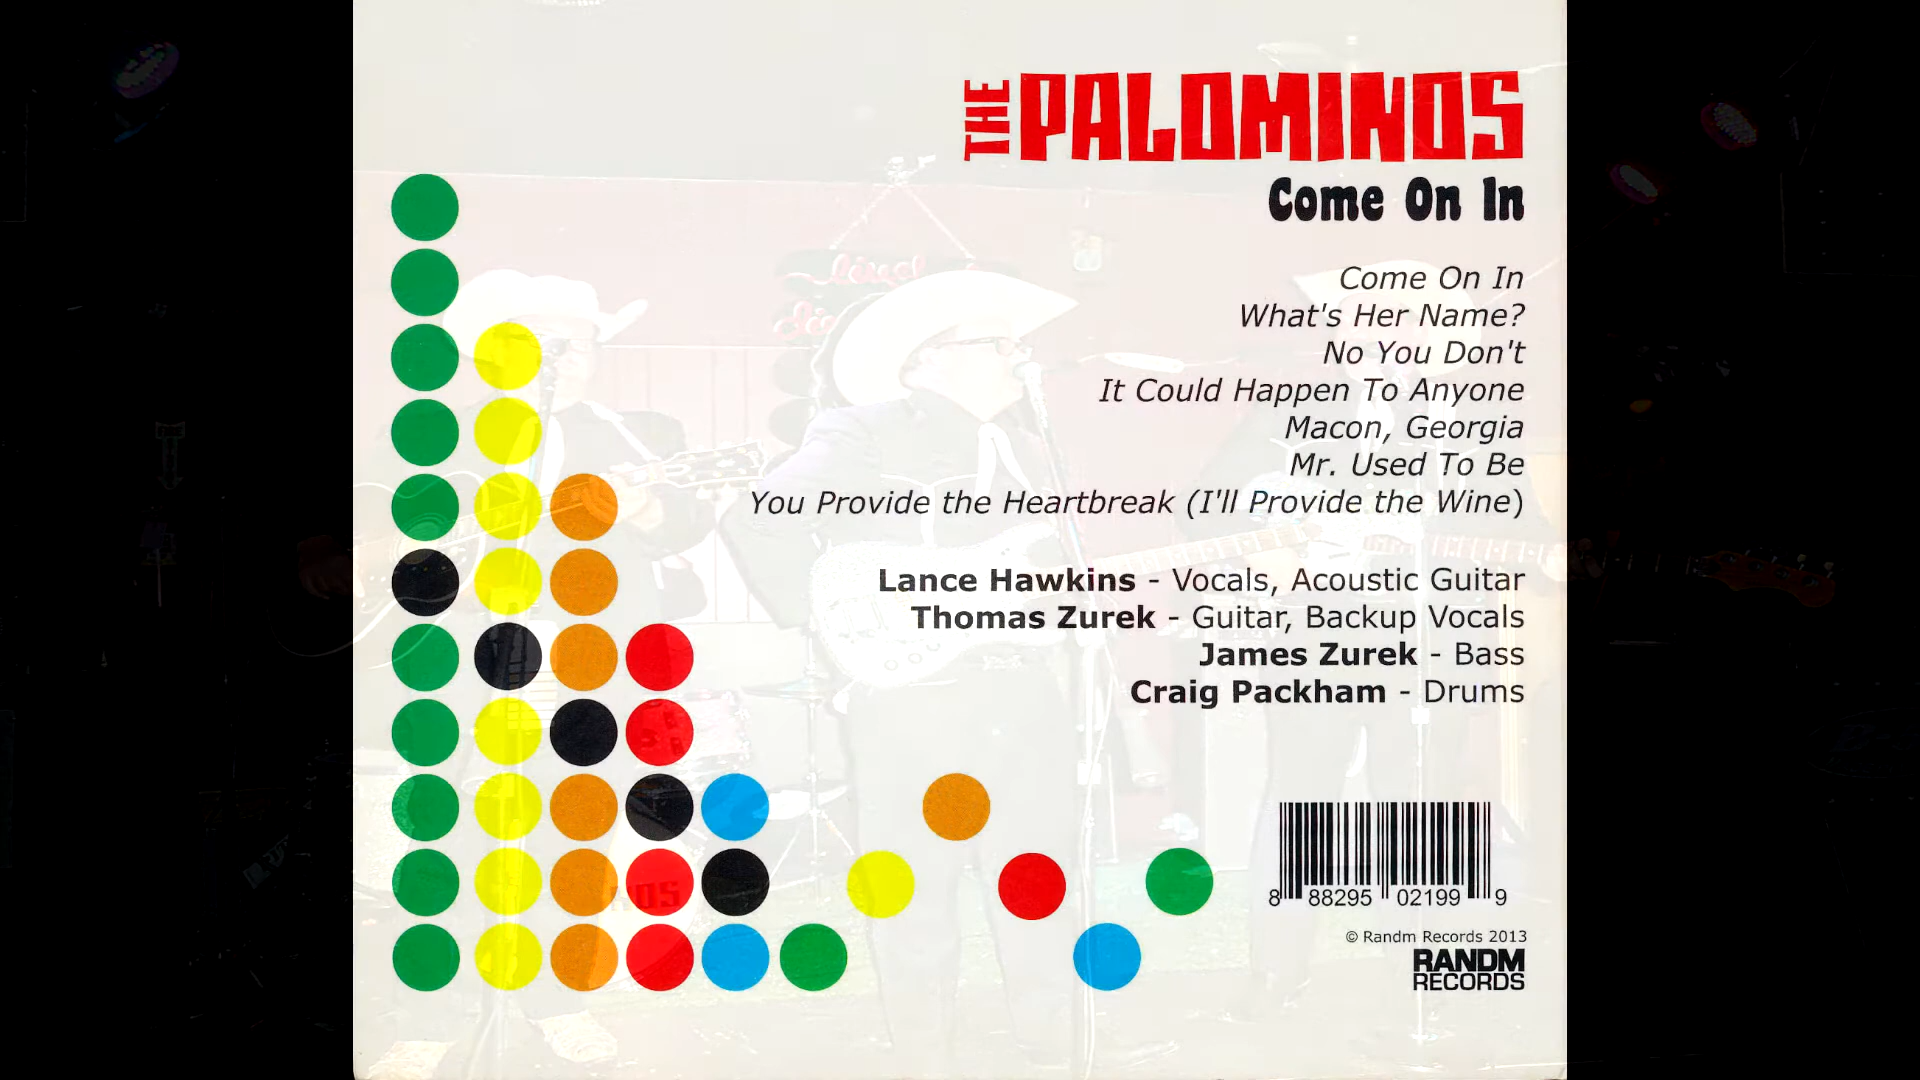 THE PALOMINOS
Come On In
Come On In
What's Her Name?
No You Don't
It Could Happen To Anyone
Macon, Georgia
Mr. Used To Be
You Provide the Heartbreak (I'll Provide the Wine)
Lance Hawkins - Vocals, Acoustic Guitar
Thomas Zurek - Guitar, Backup Vocals
James Zurek - Bass
Craig Packham - Drums
8 88295 02199 9
© Randm Records 2013
RANDM
RECORDS